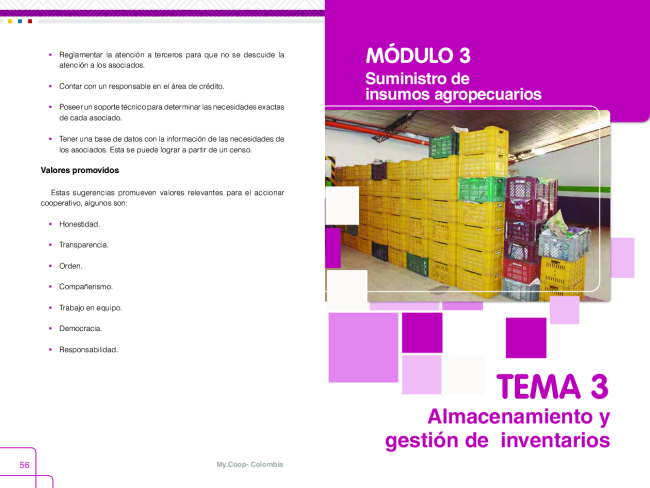 • Reglamentar la atención a terceros para que no se descuide la
atención a los asociados.
• Contar con un responsable en el área de crédito.
• Poseer un soporte técnico para determinar las necesidades exactas
de cada asociado.
• Tener una base de datos con la información de las necesidades de
los asociados. Esta se puede lograr a partir de un censo.
Valores promovidos
Estas sugerencias promueven valores relevantes para el accionar
cooperativo, algunos son:
• Honestidad.
• Transparencia.
• Orden.
• Compañerismo.
• Trabajo en equipo.
• Democracia.
• Responsabilidad.
56
My.Coop- Colombia
MÓDULO 3
Suministro de
insumos agropecuarios
TEMA 3
Almacenamiento y
gestión de inventarios